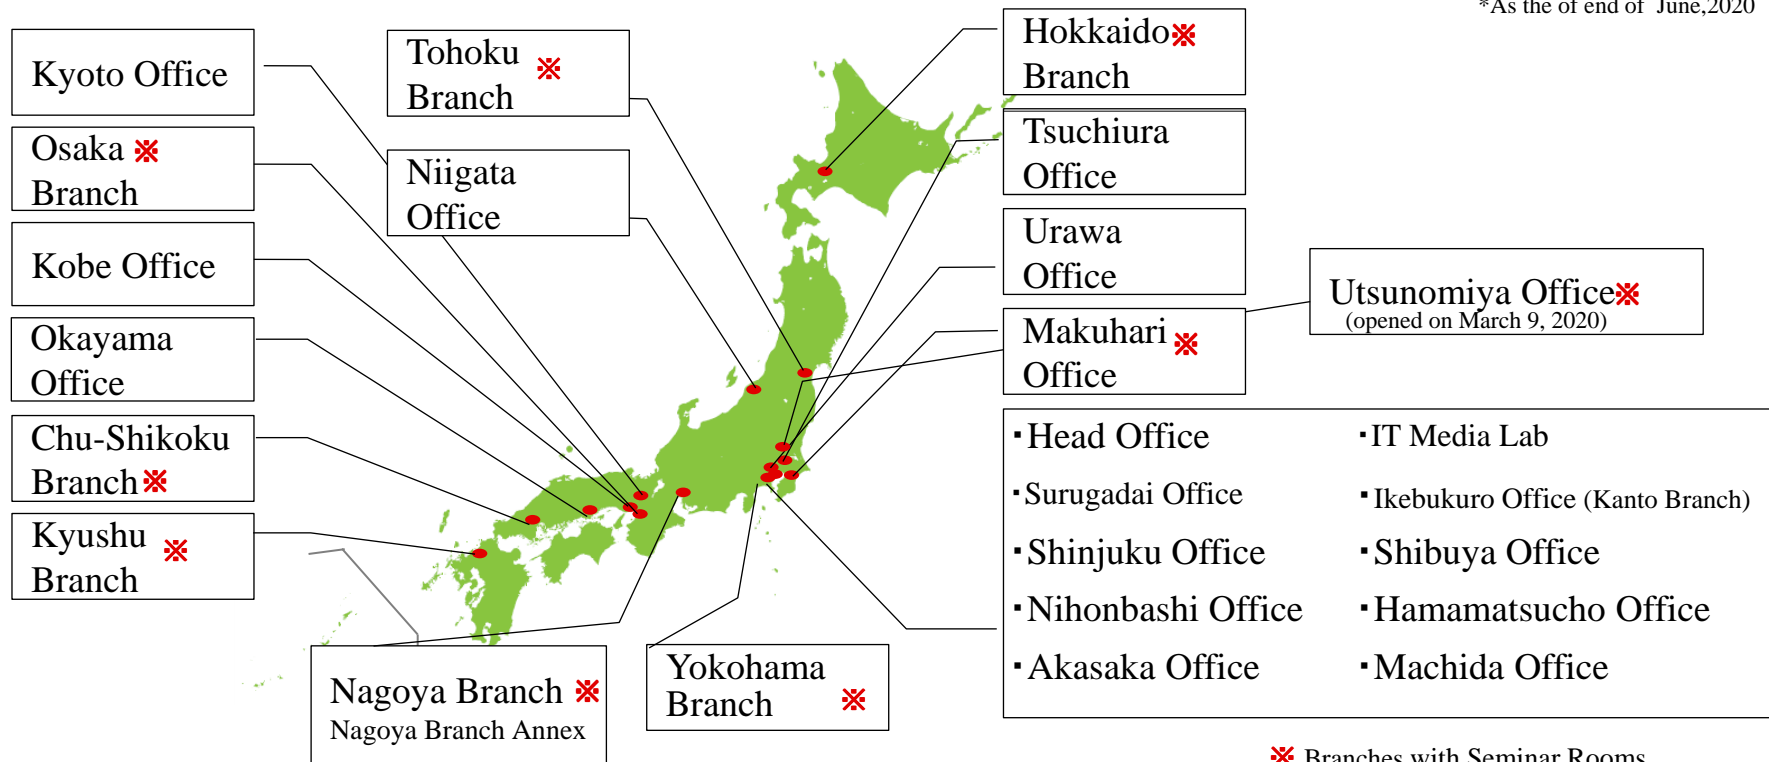 *As the of end of June,2020
Kyoto Office
Osaka ※
Branch
Kobe Office
Okayama
Office
Chu-Shikoku
Branch※
Kyushu ※
Branch
Tohoku ※
Branch
Niigata
Office
Nagoya Branch ※
Nagoya Branch Annex
Yokohama
Branch ※
Hokkaido※
Branch
Tsuchiura
Office
Urawa
Office
Makuhari ※
Office
Utsunomiya Office※
(opened on March 9, 2020)
・Head Office
・Surugadai Office
・Shinjuku Office
・Nihonbashi Office
・Akasaka Office
・IT Media Lab
・Ikebukuro Office (Kanto Branch)
・Shibuya Office
・Hamamatsucho Office
・Machida Office
※ Branches with Seminar Rooms